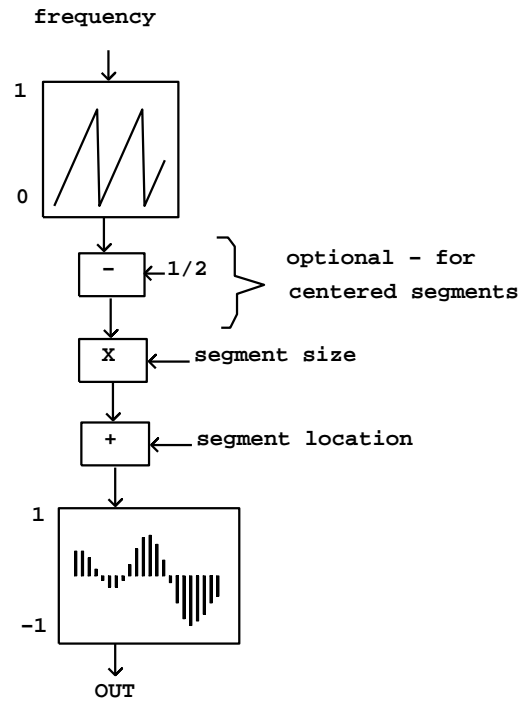 frequency
1
0
–
1/2
optional – for
centered segments
X
segment size
+
segment location
1
–1
OUT